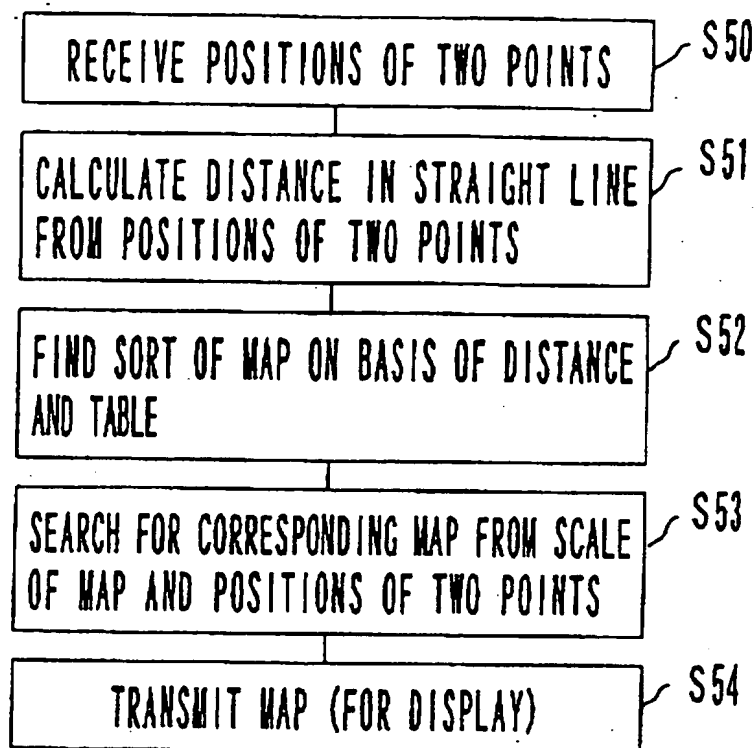 RECEIVE POSITIONS OF TWO POINTS
S50
CALCULATE DISTANCE IN STRAIGHT LINE
FROM POSITIONS OF TWO POINTS
S51
FIND SORT OF MAP ON BASIS OF DISTANCE
AND TABLE
S52
SEARCH FOR CORRESPONDING MAP FROM SCALE
OF MAP AND POSITIONS OF TWO POINTS
S53
TRANSMIT MAP (FOR DISPLAY)
S54